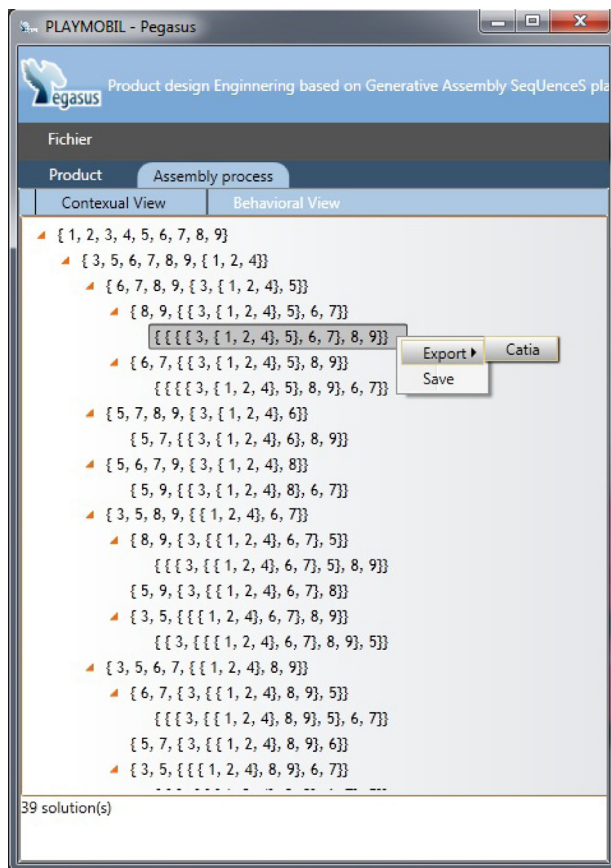 PLAYMOBIL - Pegasus
Pegasus
Product design Enginnering based on Generative Assembly SeqUenceS pla
Fichier
Product Assembly process
Contexual View Behavioral View
{ 1, 2, 3, 4, 5, 6, 7, 8, 9}
{ 3, 5, 6, 7, 8, 9, { 1, 2, 4}}
{ 6, 7, 8, 9, { 3, { 1, 2, 4}, 5}}
{ 8, 9, { { 3, { 1, 2, 4}, 5}, 6, 7}}
{ { { { 3, { 1, 2, 4}, 5}, 6, 7}, 8, 9}}
Export Catia
{ 6, 7, { { 3, { 1, 2, 4}, 5}, 8, 9}}
Save
{ { { { 3, { 1, 2, 4}, 5}, 8, 9}, 6, 7}}
{ 5, 7, 8, 9, { 3, { 1, 2, 4}, 6}}
{ 5, 7, { { 3, { 1, 2, 4}, 6}, 8, 9}}
{ 5, 6, 7, 9, { 3, { 1, 2, 4}, 8}}
{ 5, 9, { { 3, { 1, 2, 4}, 8}, 6, 7}}
{ 3, 5, 8, 9, { { 1, 2, 4}, 6, 7}}
{ 8, 9, { 3, { { 1, 2, 4}, 6, 7}, 5}}
{ { { 3, { { 1, 2, 4}, 6, 7}, 5}, 8, 9}}
{ 5, 9, { 3, { { 1, 2, 4}, 6, 7}, 8}}
{ 3, 5, { { { 1, 2, 4}, 6, 7}, 8, 9}}
{ { 3, { { { 1, 2, 4}, 6, 7}, 8, 9}, 5}}
{ 3, 5, 6, 7, { { 1, 2, 4}, 8, 9}}
{ 6, 7, { 3, { { 1, 2, 4}, 8, 9}, 5}}
{ { { 3, { { 1, 2, 4}, 8, 9}, 5}, 6, 7}}
{ 5, 7, { 3, { { 1, 2, 4}, 8, 9}, 6}}
{ 3, 5, { { { 1, 2, 4}, 8, 9}, 6, 7}}
39 solution(s)